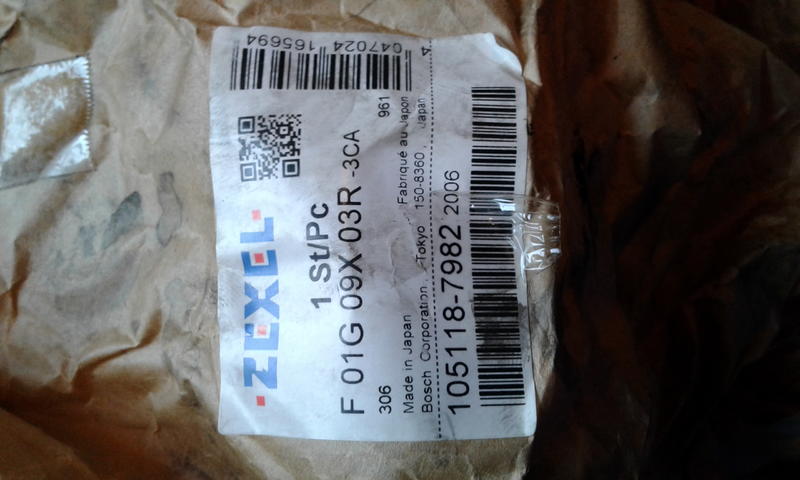 047024 165694
ZEXEL
1 St/Pc
F 01G 09X 03R -3CA
306
961
Made in Japan
Fabriqué au Japon
Bosch Corporation, Tokyo 150-8360, Japan
105118-7982 2006